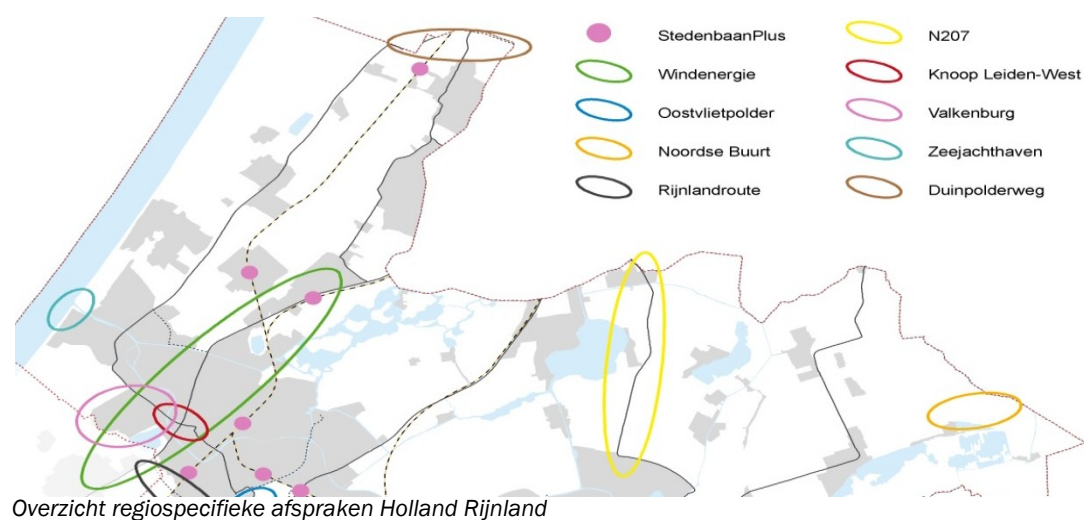 StedenbaanPlus
Windenergie
Oostvlietpolder
Noordse Buurt
Rijnlandroute
N207
Knoop Leiden-West
Valkenburg
Zeejachthaven
Duinpolderweg
Overzicht regiospecifieke afspraken Holland Rijnland